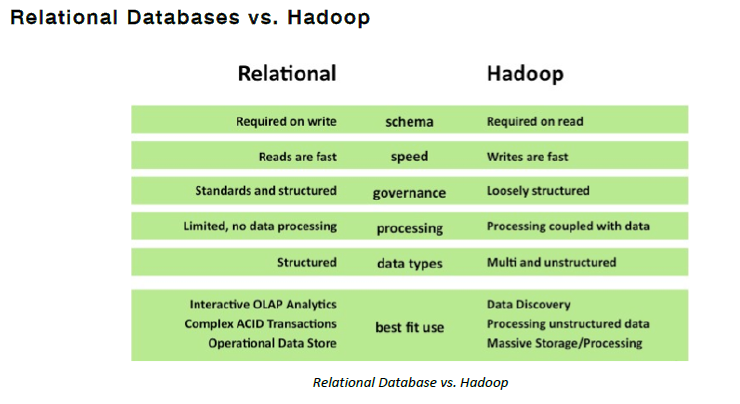 Relational Databases vs. Hadoop
Relational Hadoop
Required on write schema Required on read
Reads are fast speed Writes are fast
Standards and structured governance Loosely structured
Limited, no data processing processing Processing coupled with data
Structured data types Multi and unstructured
Interactive OLAP Analytics Data Discovery
Complex ACID Transactions best fit use Processing unstructured data
Operational Data Store Massive Storage/Processing
Relational Database vs. Hadoop